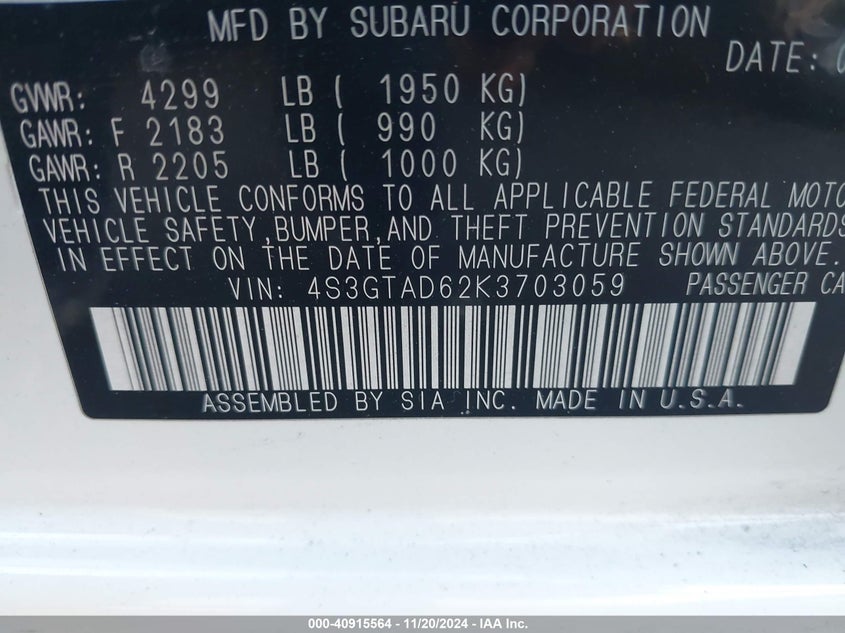 MFD BY SUBARU CORPORATION
DATE:
GVWR: 4299 LB ( 1950 KG)
GAWR: F 2183 LB ( 990 KG)
GAWR: R 2205 LB ( 1000 KG)
THIS VEHICLE CONFORMS TO ALL APPLICABLE FEDERAL MOTO
VEHICLE SAFETY,BUMPER,AND THEFT PREVENTION STANDARDS
IN EFFECT ON THE DATE OF MANUFACTURE SHOWN ABOVE.
VIN: 4S3GTAD62K3703059 PASSENGER CA
ASSEMBLED BY SIA INC. MADE IN U.S.A.
000-40915564 - 11/20/2024 - IAA Inc.